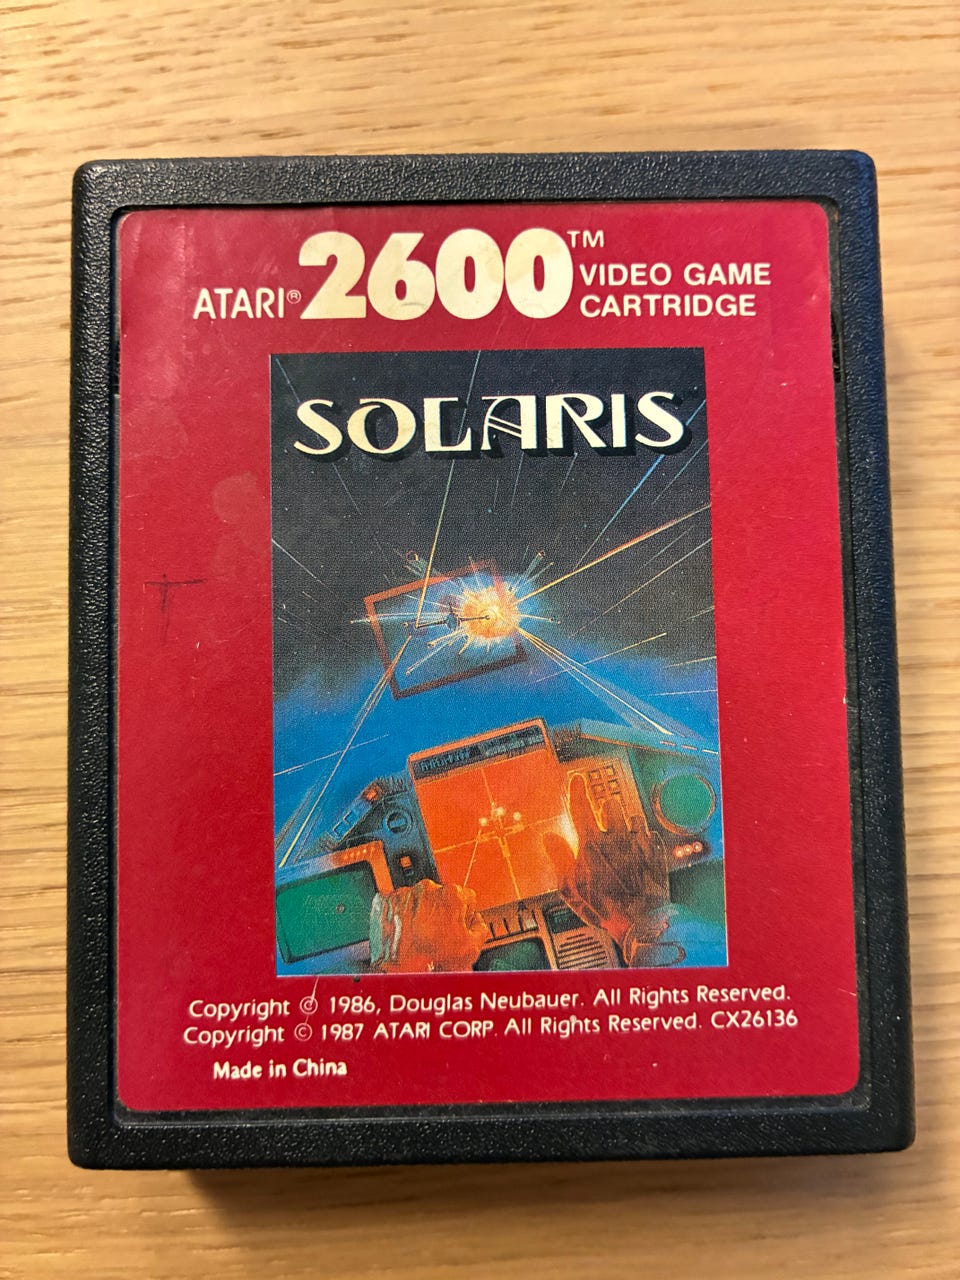 ATARI® 2600™ VIDEO GAME CARTRIDGE
SOLARIS
Copyright © 1986, Douglas Neubauer. All Rights Reserved.
Copyright © 1987 ATARI CORP. All Rights Reserved. CX26136
Made in China